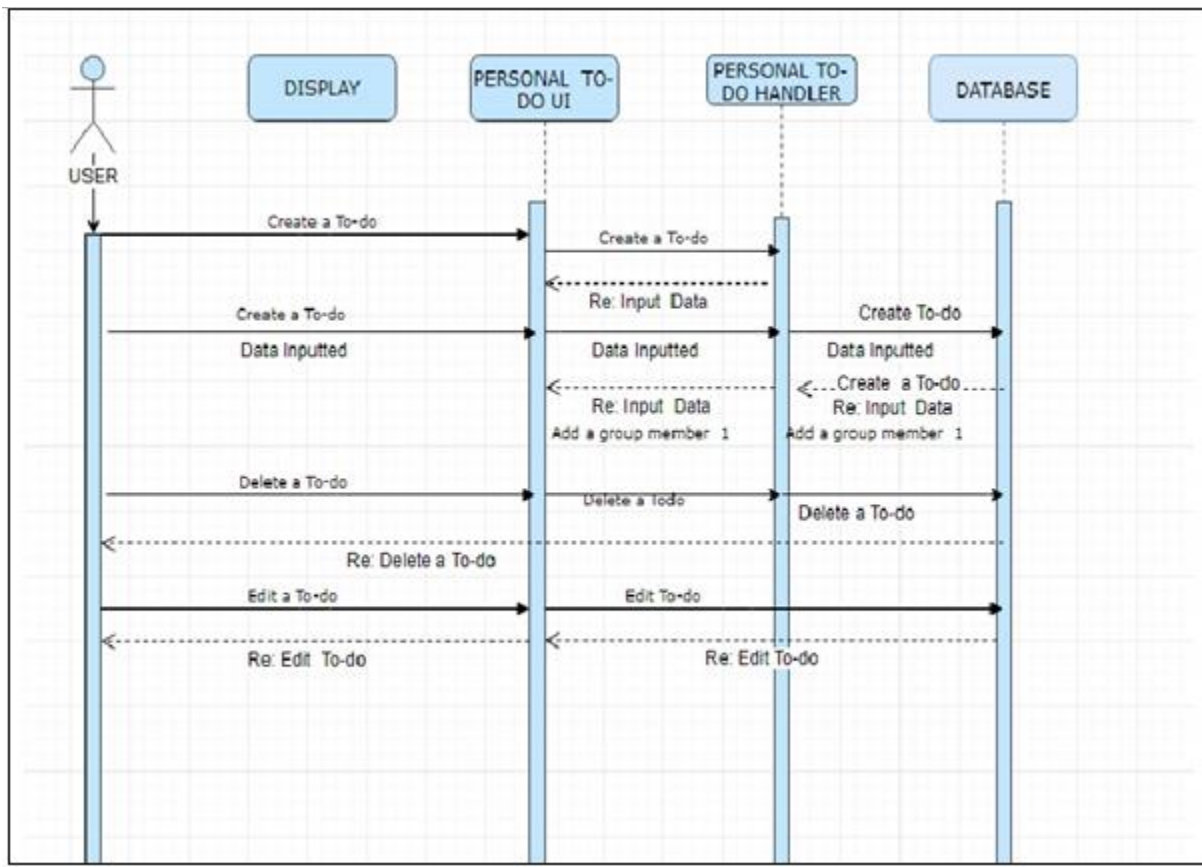 DISPLAY
PERSONAL TO-
DO UI
PERSONAL TO-
DO HANDLER
DATABASE
USER
Create a To-do
Create a To-do
Re: Input Data
Create a To-do
Create To-do
Data Inputted
Data Inputted
Data Inputted
Create a To-do
Re: Input Data
Re: Input Data
Add a group member 1
Add a group member 1
Delete a To-do
Delete a Todo
Delete a To-do
Re: Delete a To-do
Edit a To-do
Edit To-do
Re: Edit To-do
Re: Edit To-do